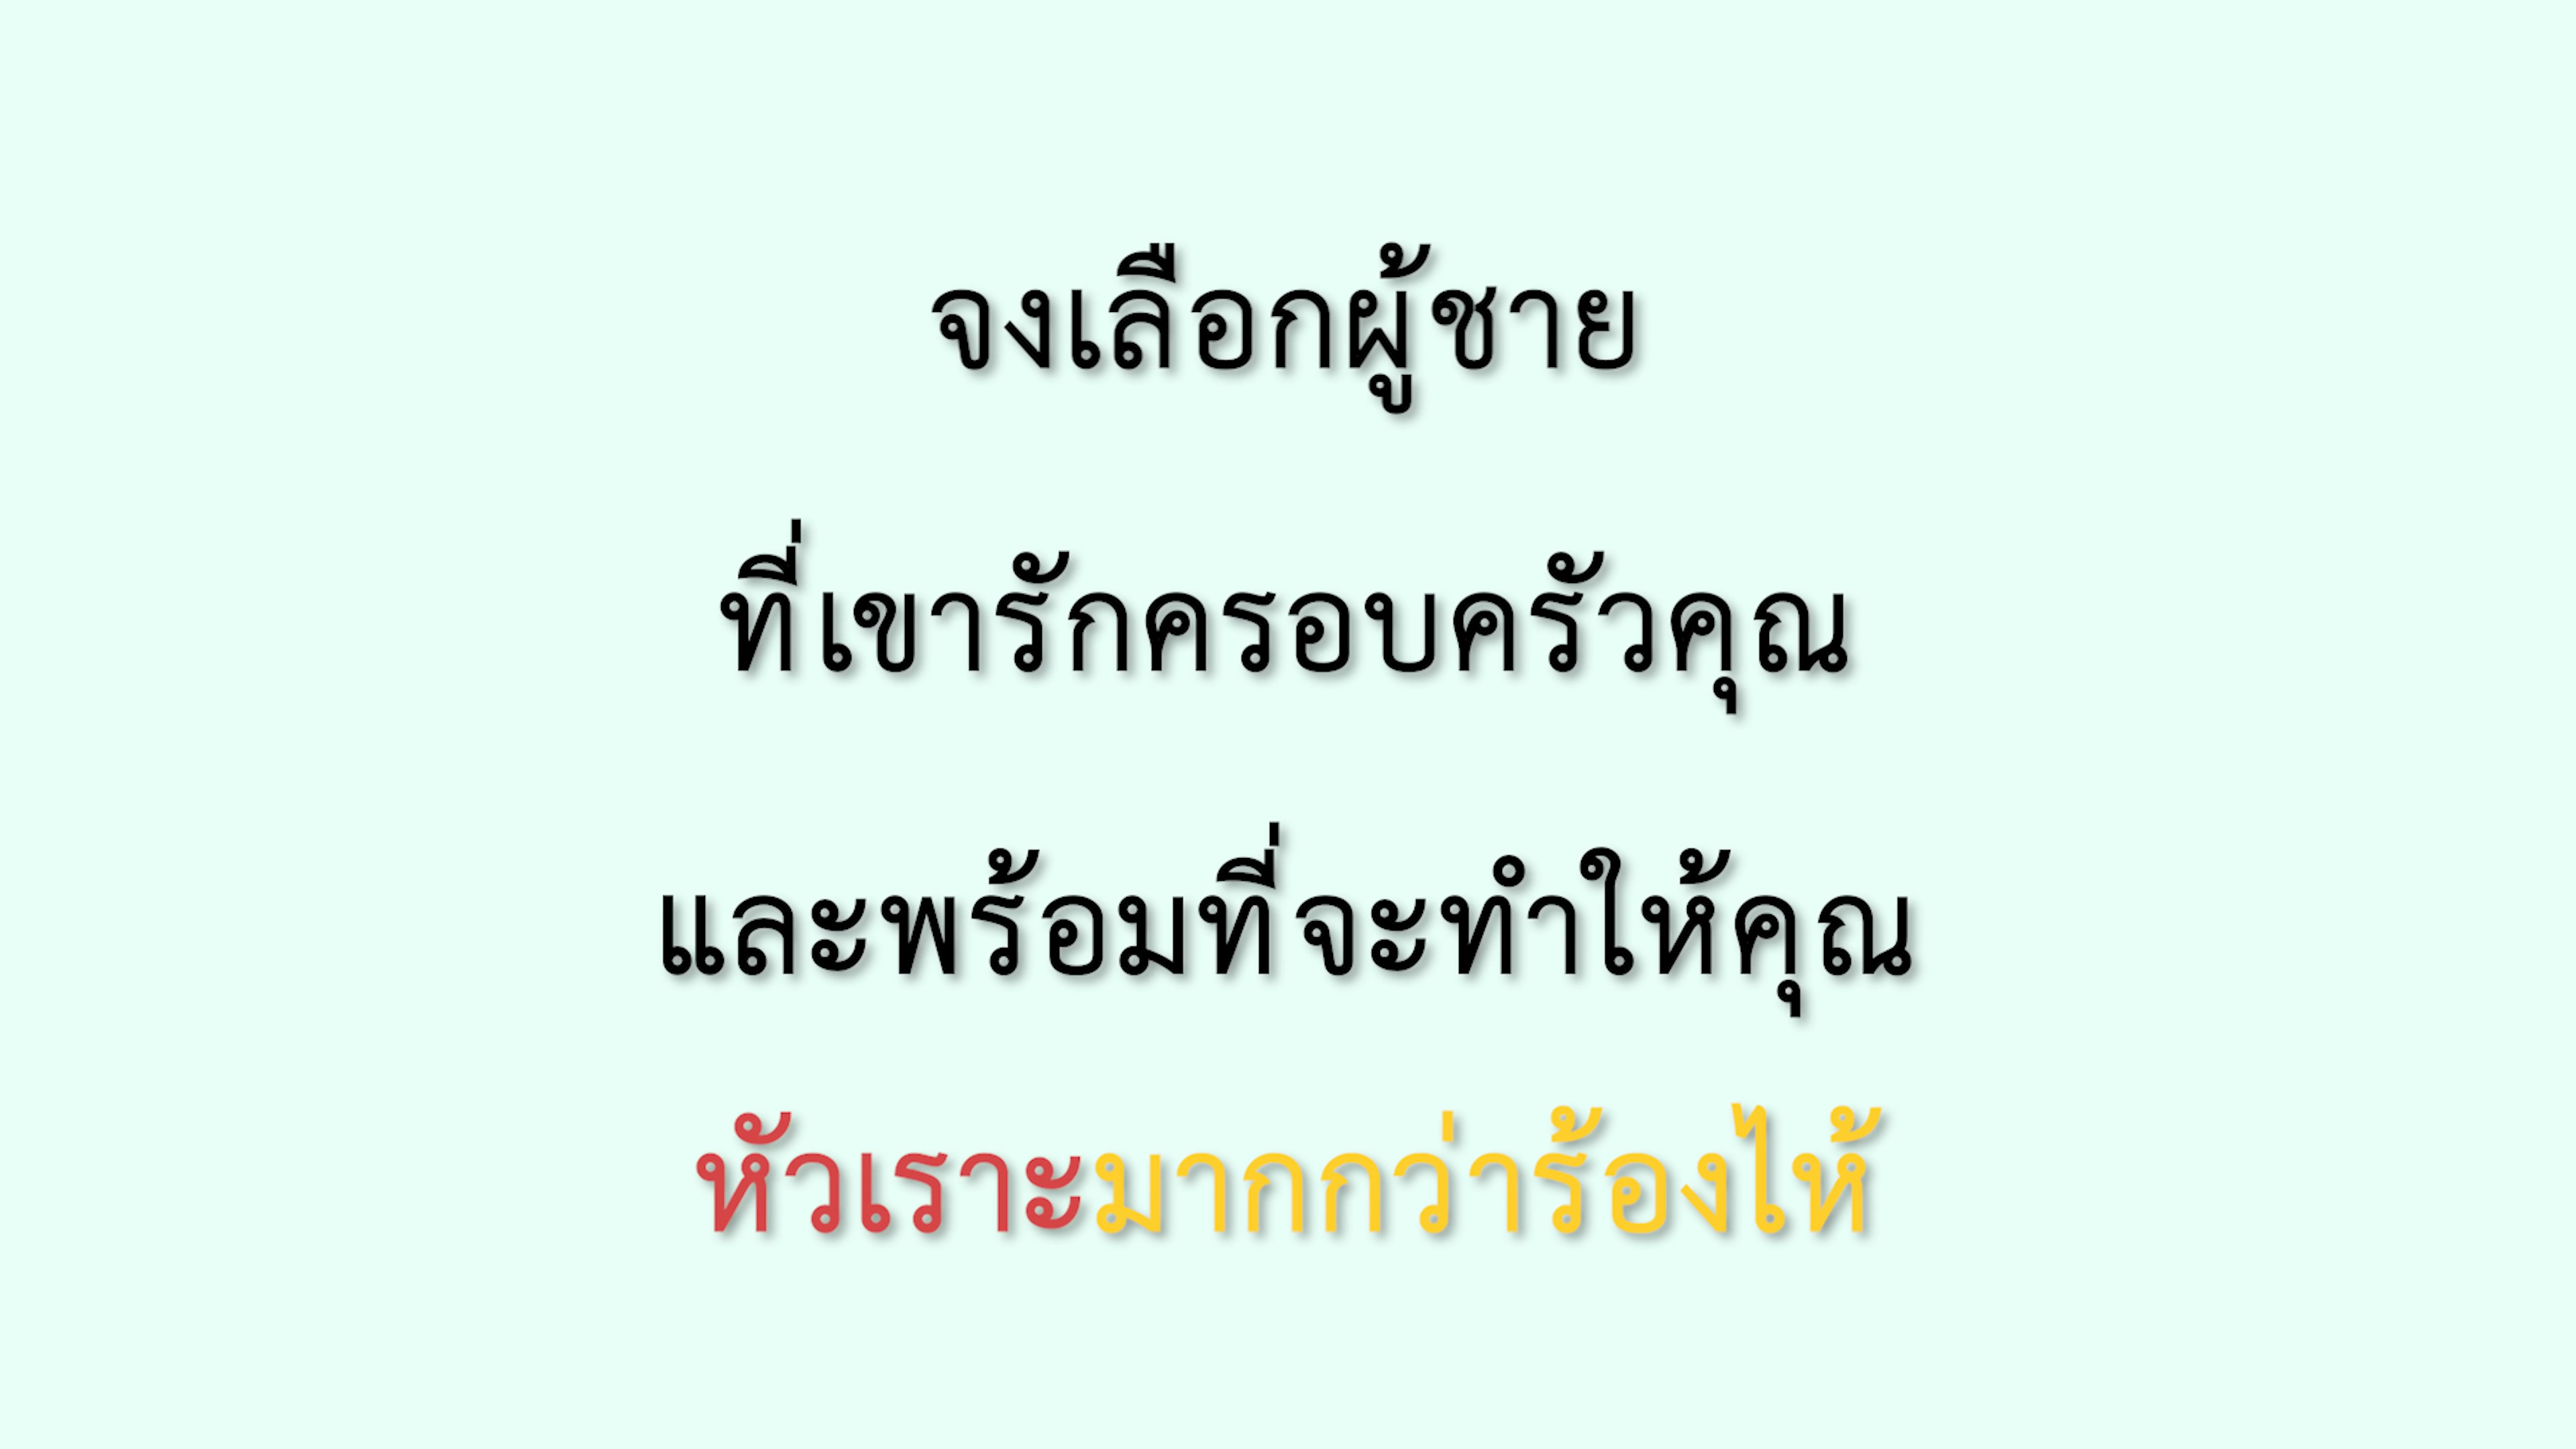 จงเลือกผู้ชาย
ที่เขารักครอบครัวคุณ
และพร้อมที่จะทำให้คุณ
หัวเราะมากกว่าร้องไห้